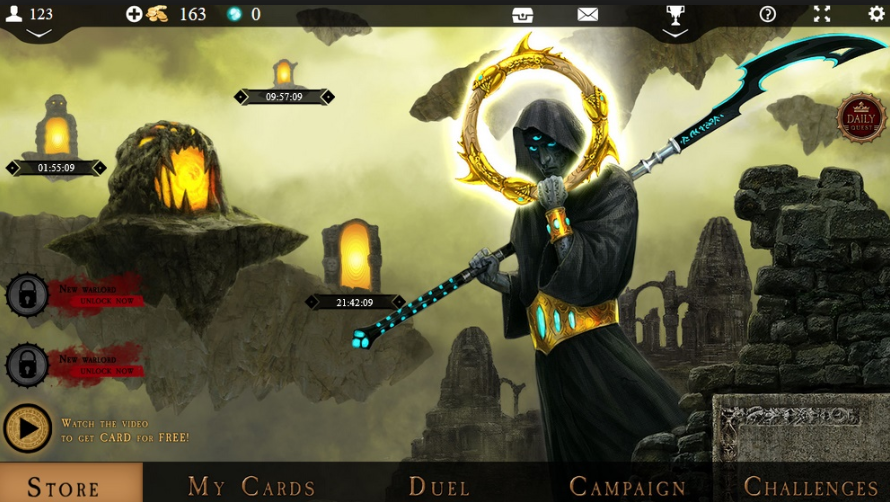 123
163
0
09:57:09
DAILY
QUEST
01:55:09
21:42:09
NEW WARLORD
UNLOCK NOW
NEW WARLORD
UNLOCK NOW
WATCH THE VIDEO
TO GET CARD FOR FREE!
STORE
MY CARDS
DUEL
CAMPAIGN
CHALLENGES